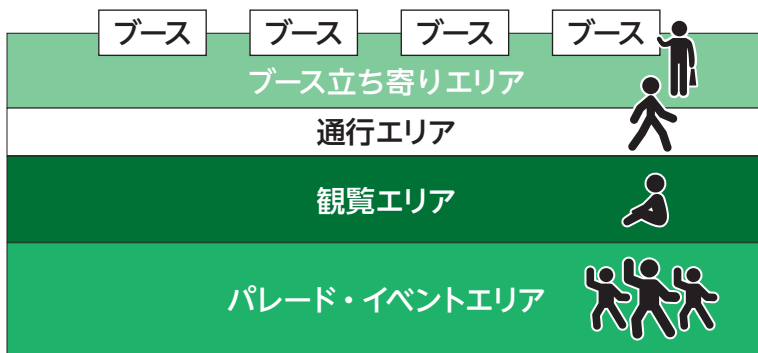 ブース ブース ブース ブース
ブース立ち寄りエリア
通行エリア
観覧エリア
パレード・イベントエリア